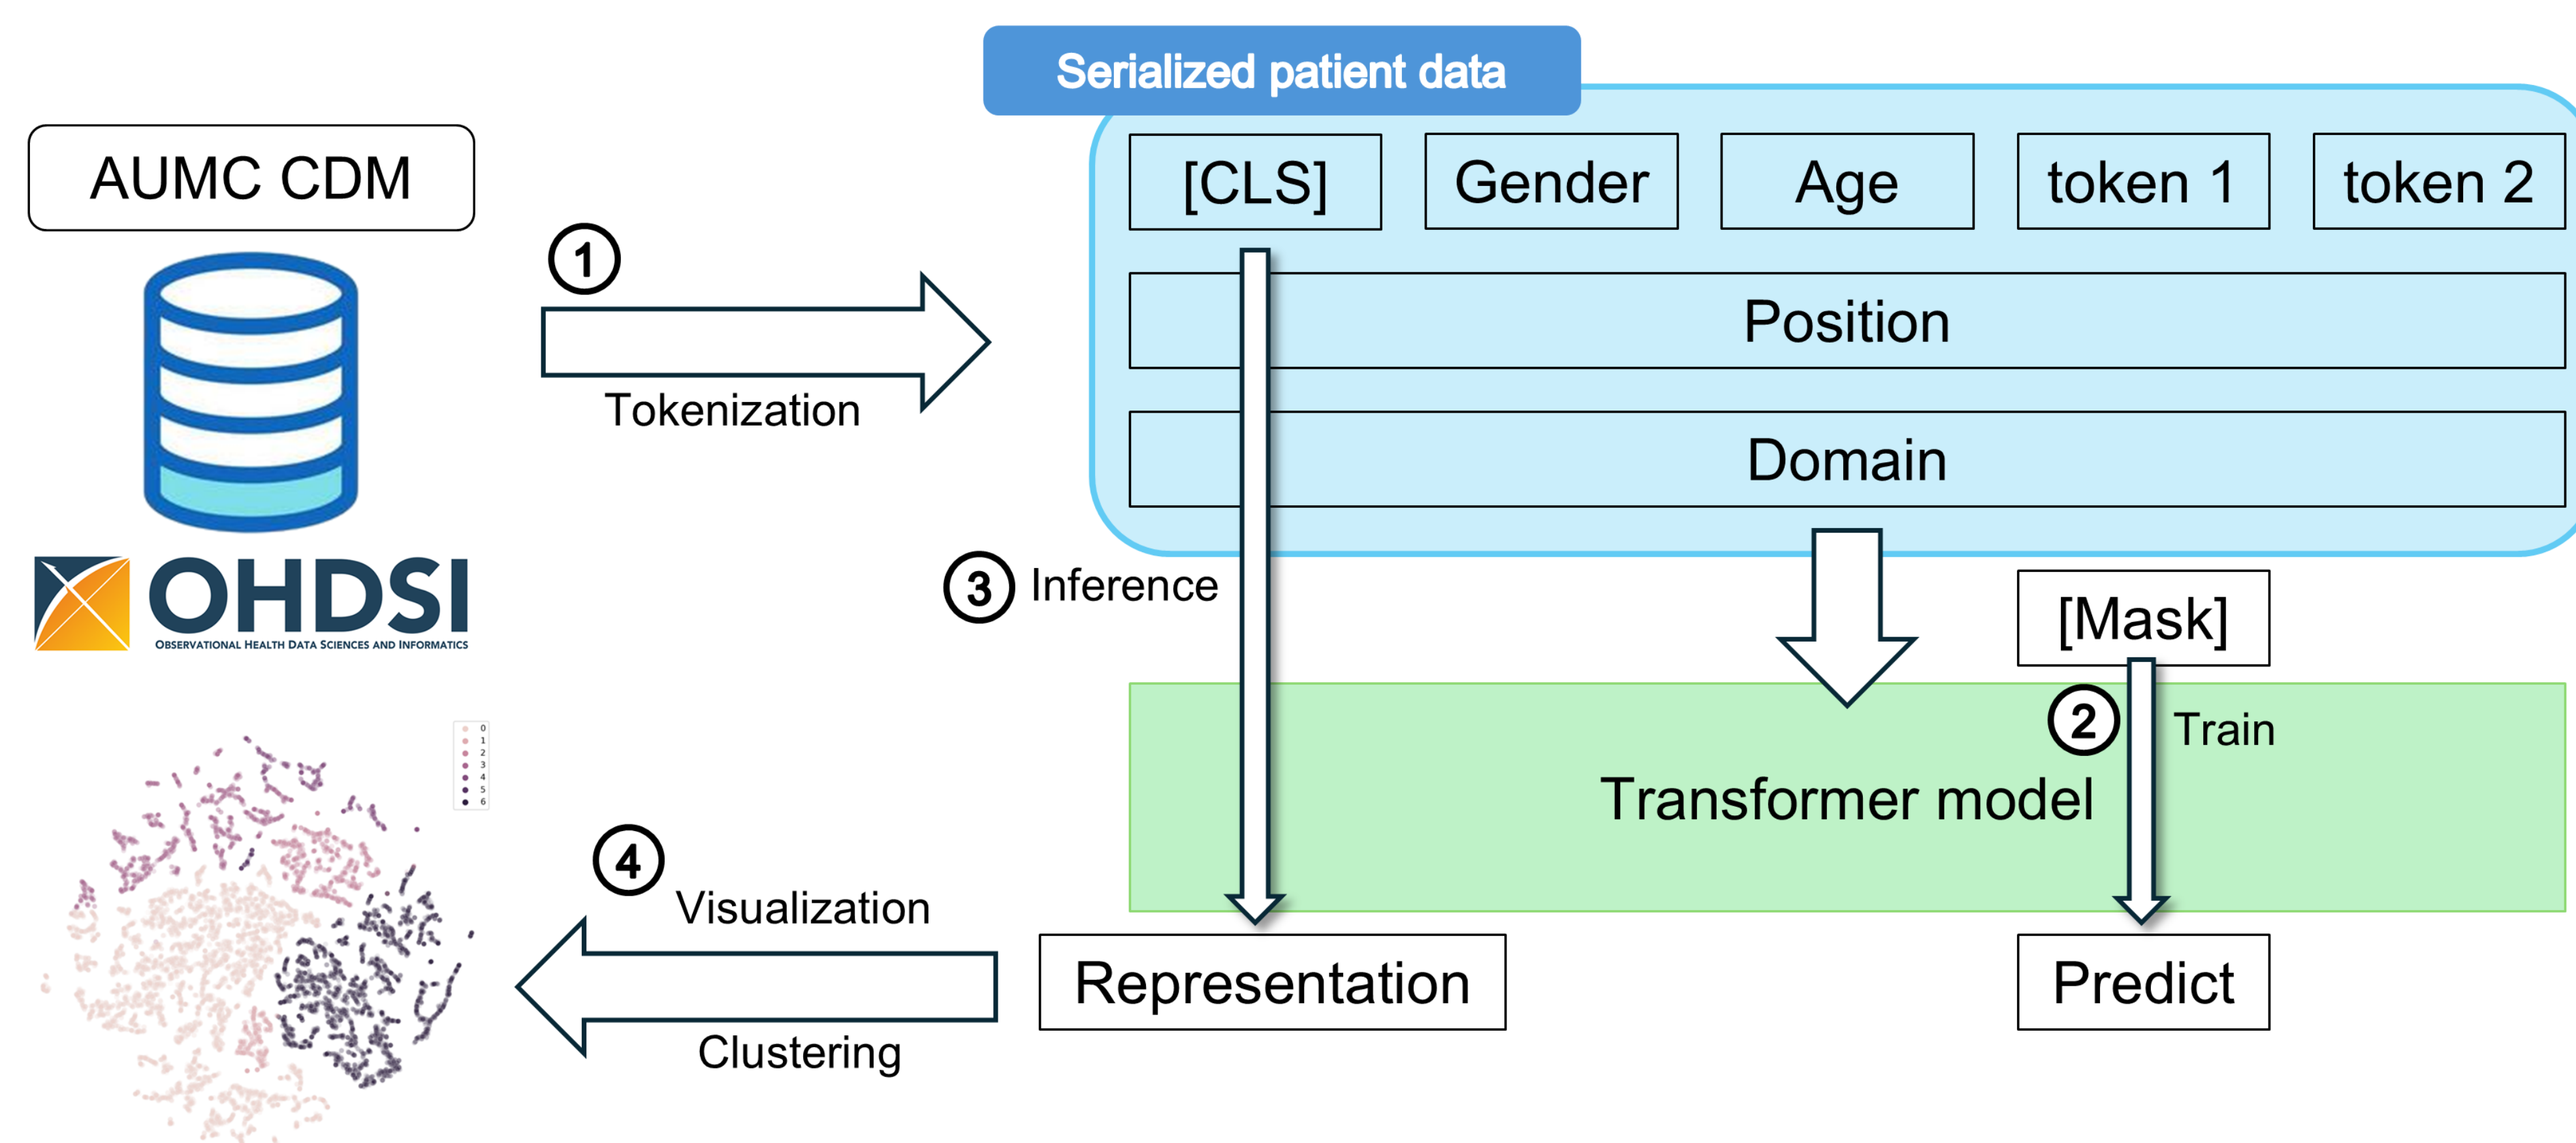 Serialized patient data
AUMC CDM
[CLS]
Gender
Age
token 1
token 2
1
Tokenization
Position
Domain
OHDSI
OBSERVATIONAL HEALTH DATA SCIENCES AND INFORMATICS
3 Inference
[Mask]
2 Train
Transformer model
0
1
2
3
4
5
6
4
Visualization
Clustering
Representation
Predict